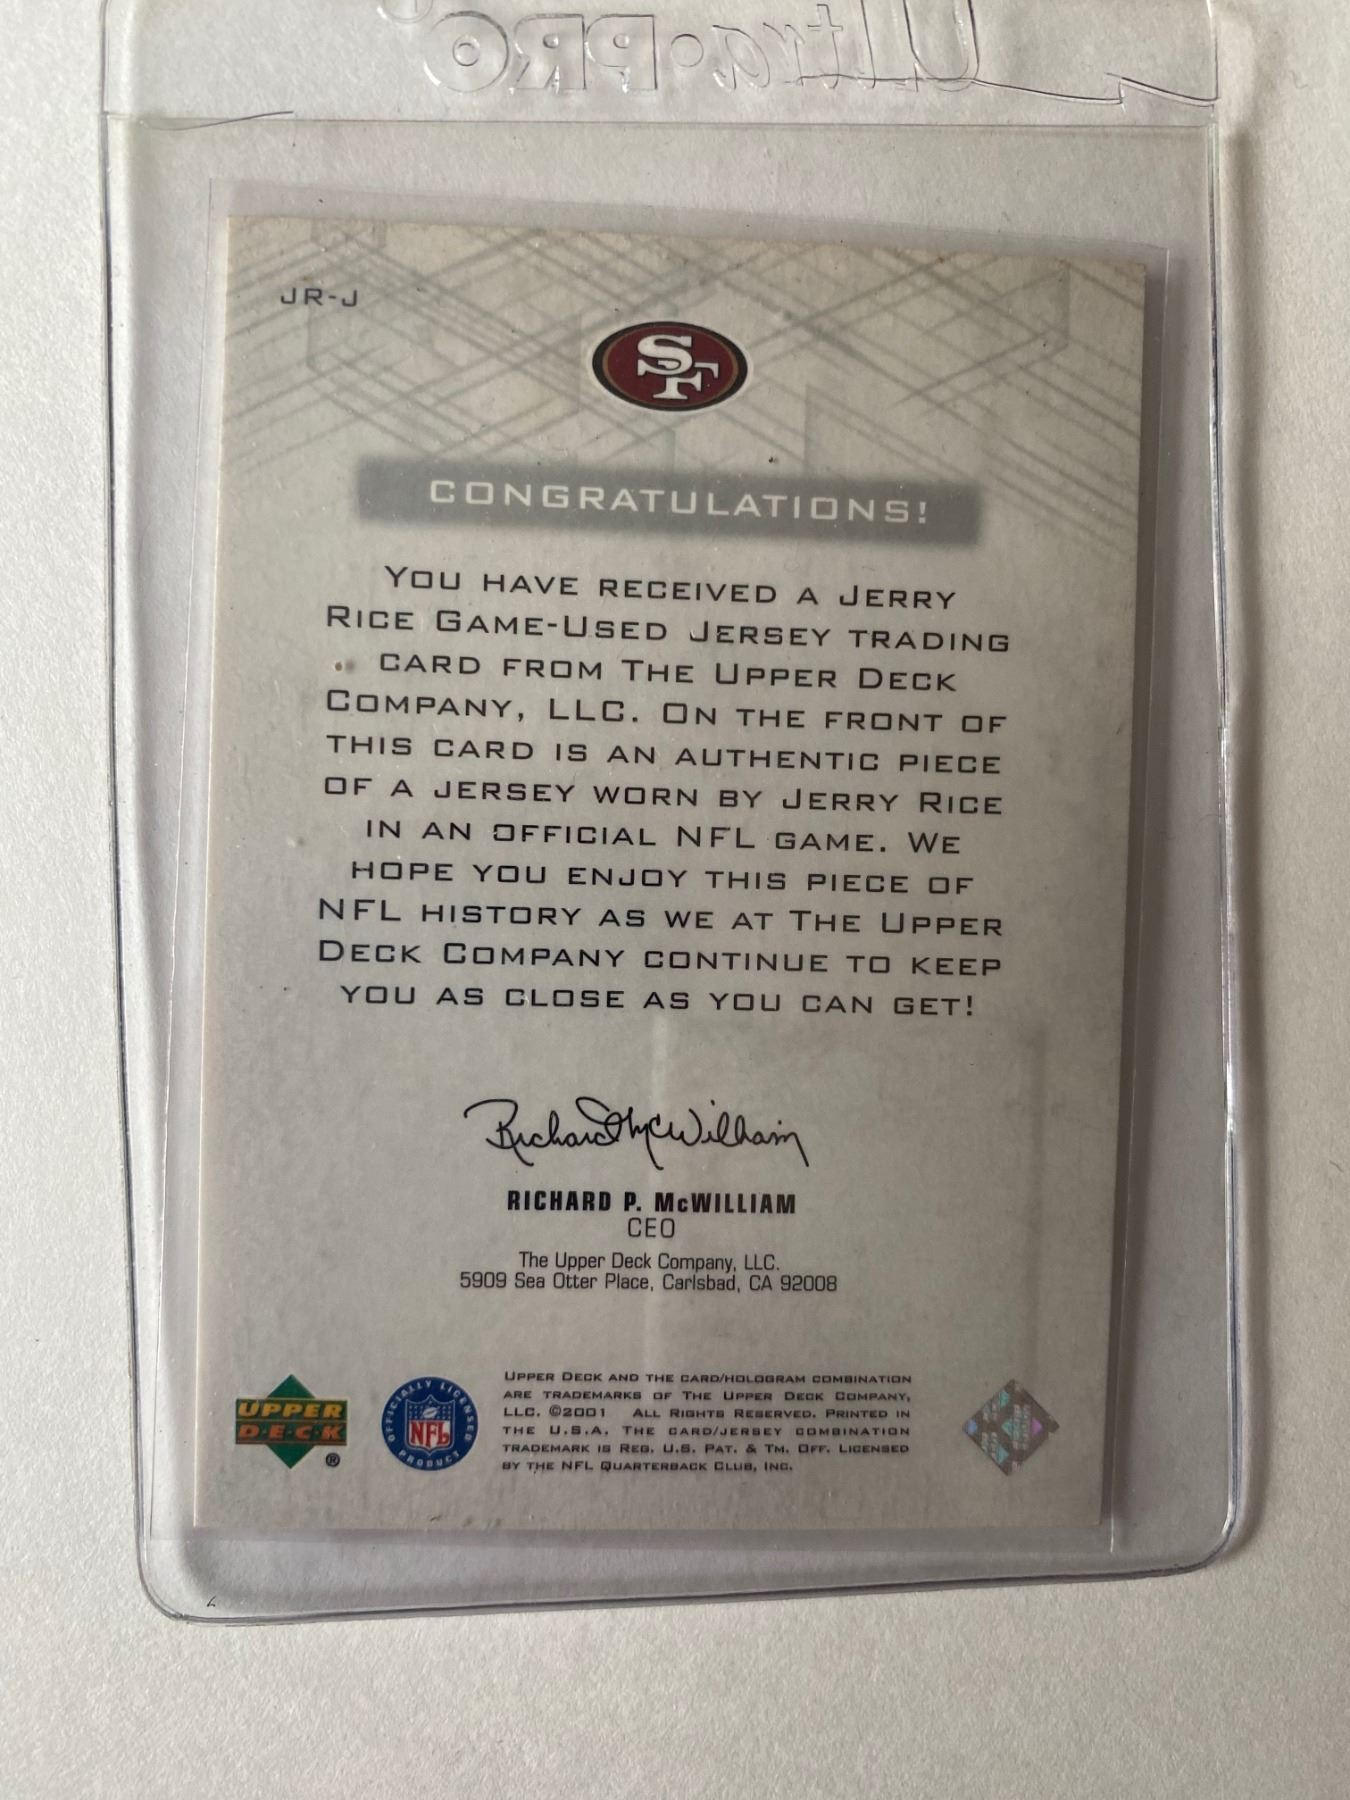 Ultra•PRO
JR-J
SF
CONGRATULATIONS!
YOU HAVE RECEIVED A JERRY
RICE GAME-USED JERSEY TRADING
CARD FROM THE UPPER DECK
COMPANY, LLC. ON THE FRONT OF
THIS CARD IS AN AUTHENTIC PIECE
OF A JERSEY WORN BY JERRY RICE
IN AN OFFICIAL NFL GAME. WE
HOPE YOU ENJOY THIS PIECE OF
NFL HISTORY AS WE AT THE UPPER
DECK COMPANY CONTINUE TO KEEP
YOU AS CLOSE AS YOU CAN GET!
Richard McWilliam
RICHARD P. McWILLIAM
CEO
The Upper Deck Company, LLC.
5909 Sea Otter Place, Carlsbad, CA 92008
UPPER
D•E•C•K
®
OFFICIALLY LICENSED
NFL
PRODUCT
UPPER DECK AND THE CARD/HOLOGRAM COMBINATION
ARE TRADEMARKS OF THE UPPER DECK COMPANY,
LLC. ©2001 ALL RIGHTS RESERVED. PRINTED IN
THE U.S.A. THE CARD/JERSEY COMBINATION
TRADEMARK IS REG. U.S. PAT. & TM. OFF. LICENSED
BY THE NFL QUARTERBACK CLUB, INC.